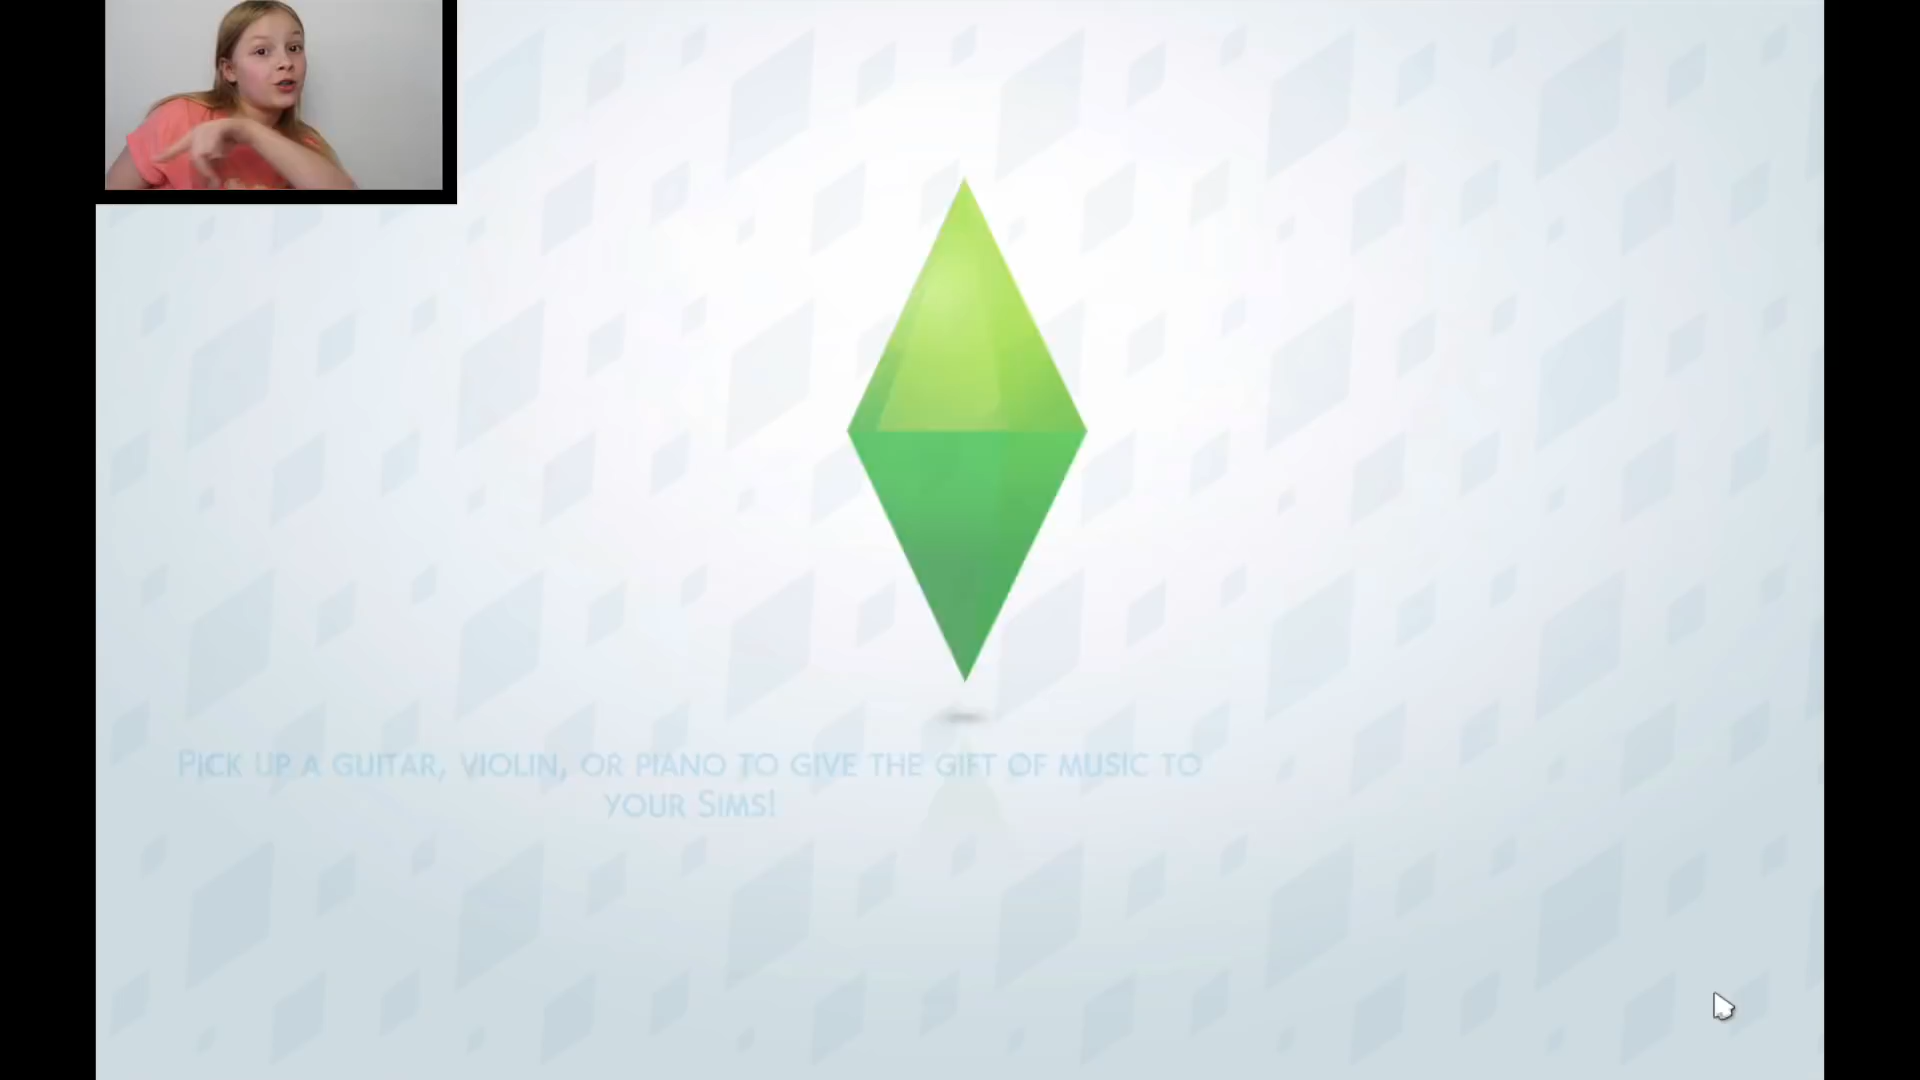 Pick up a guitar, violin, or piano to give the gift of music to
your Sims!